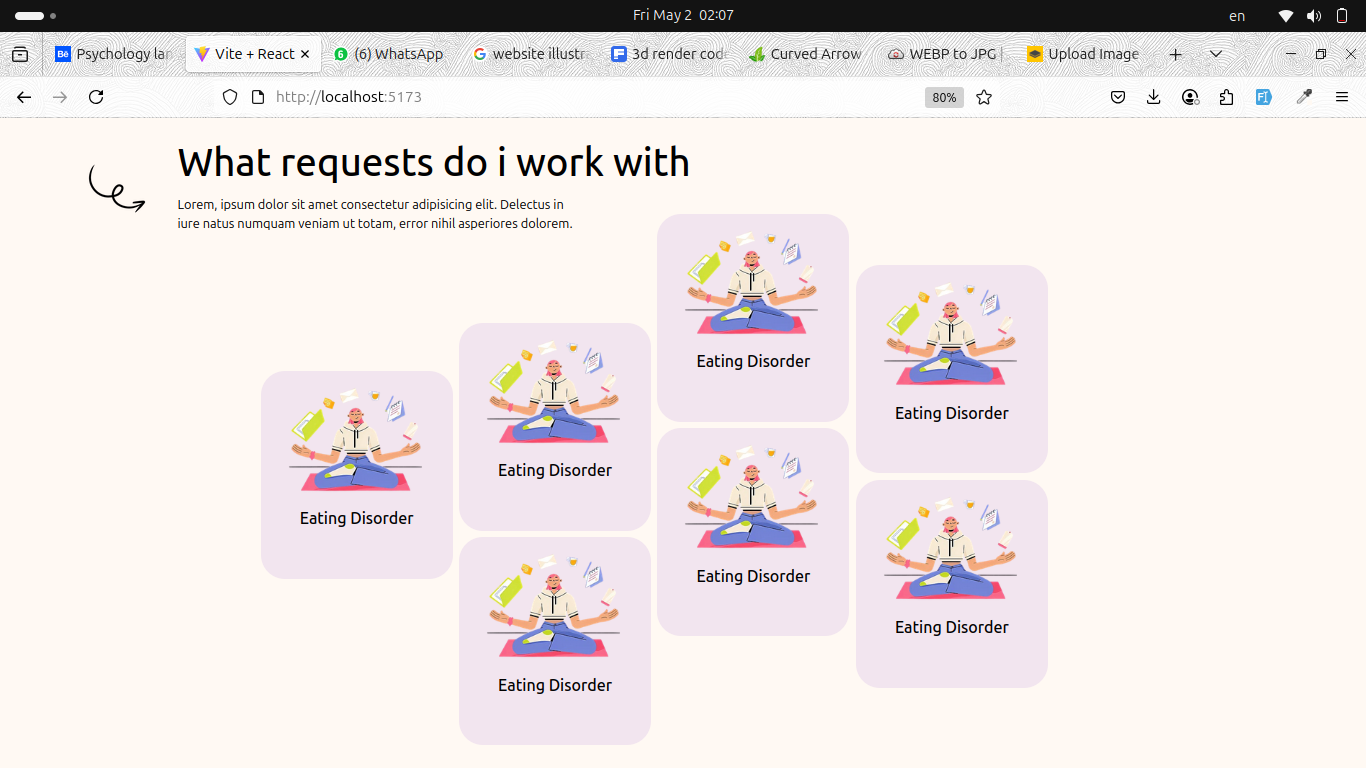 Fri May 2 02:07
en
Psychology lan
Vite + React
6
(6) WhatsApp
website illustra
3d render code
Curved Arrow
WEBP to JPG |
Upload Image
http://localhost:5173
80%
What requests do i work with
Lorem, ipsum dolor sit amet consectetur adipisicing elit. Delectus in
iure natus numquam veniam ut totam, error nihil asperiores dolorem.
Eating Disorder
Eating Disorder
Eating Disorder
Eating Disorder
Eating Disorder
Eating Disorder
Eating Disorder